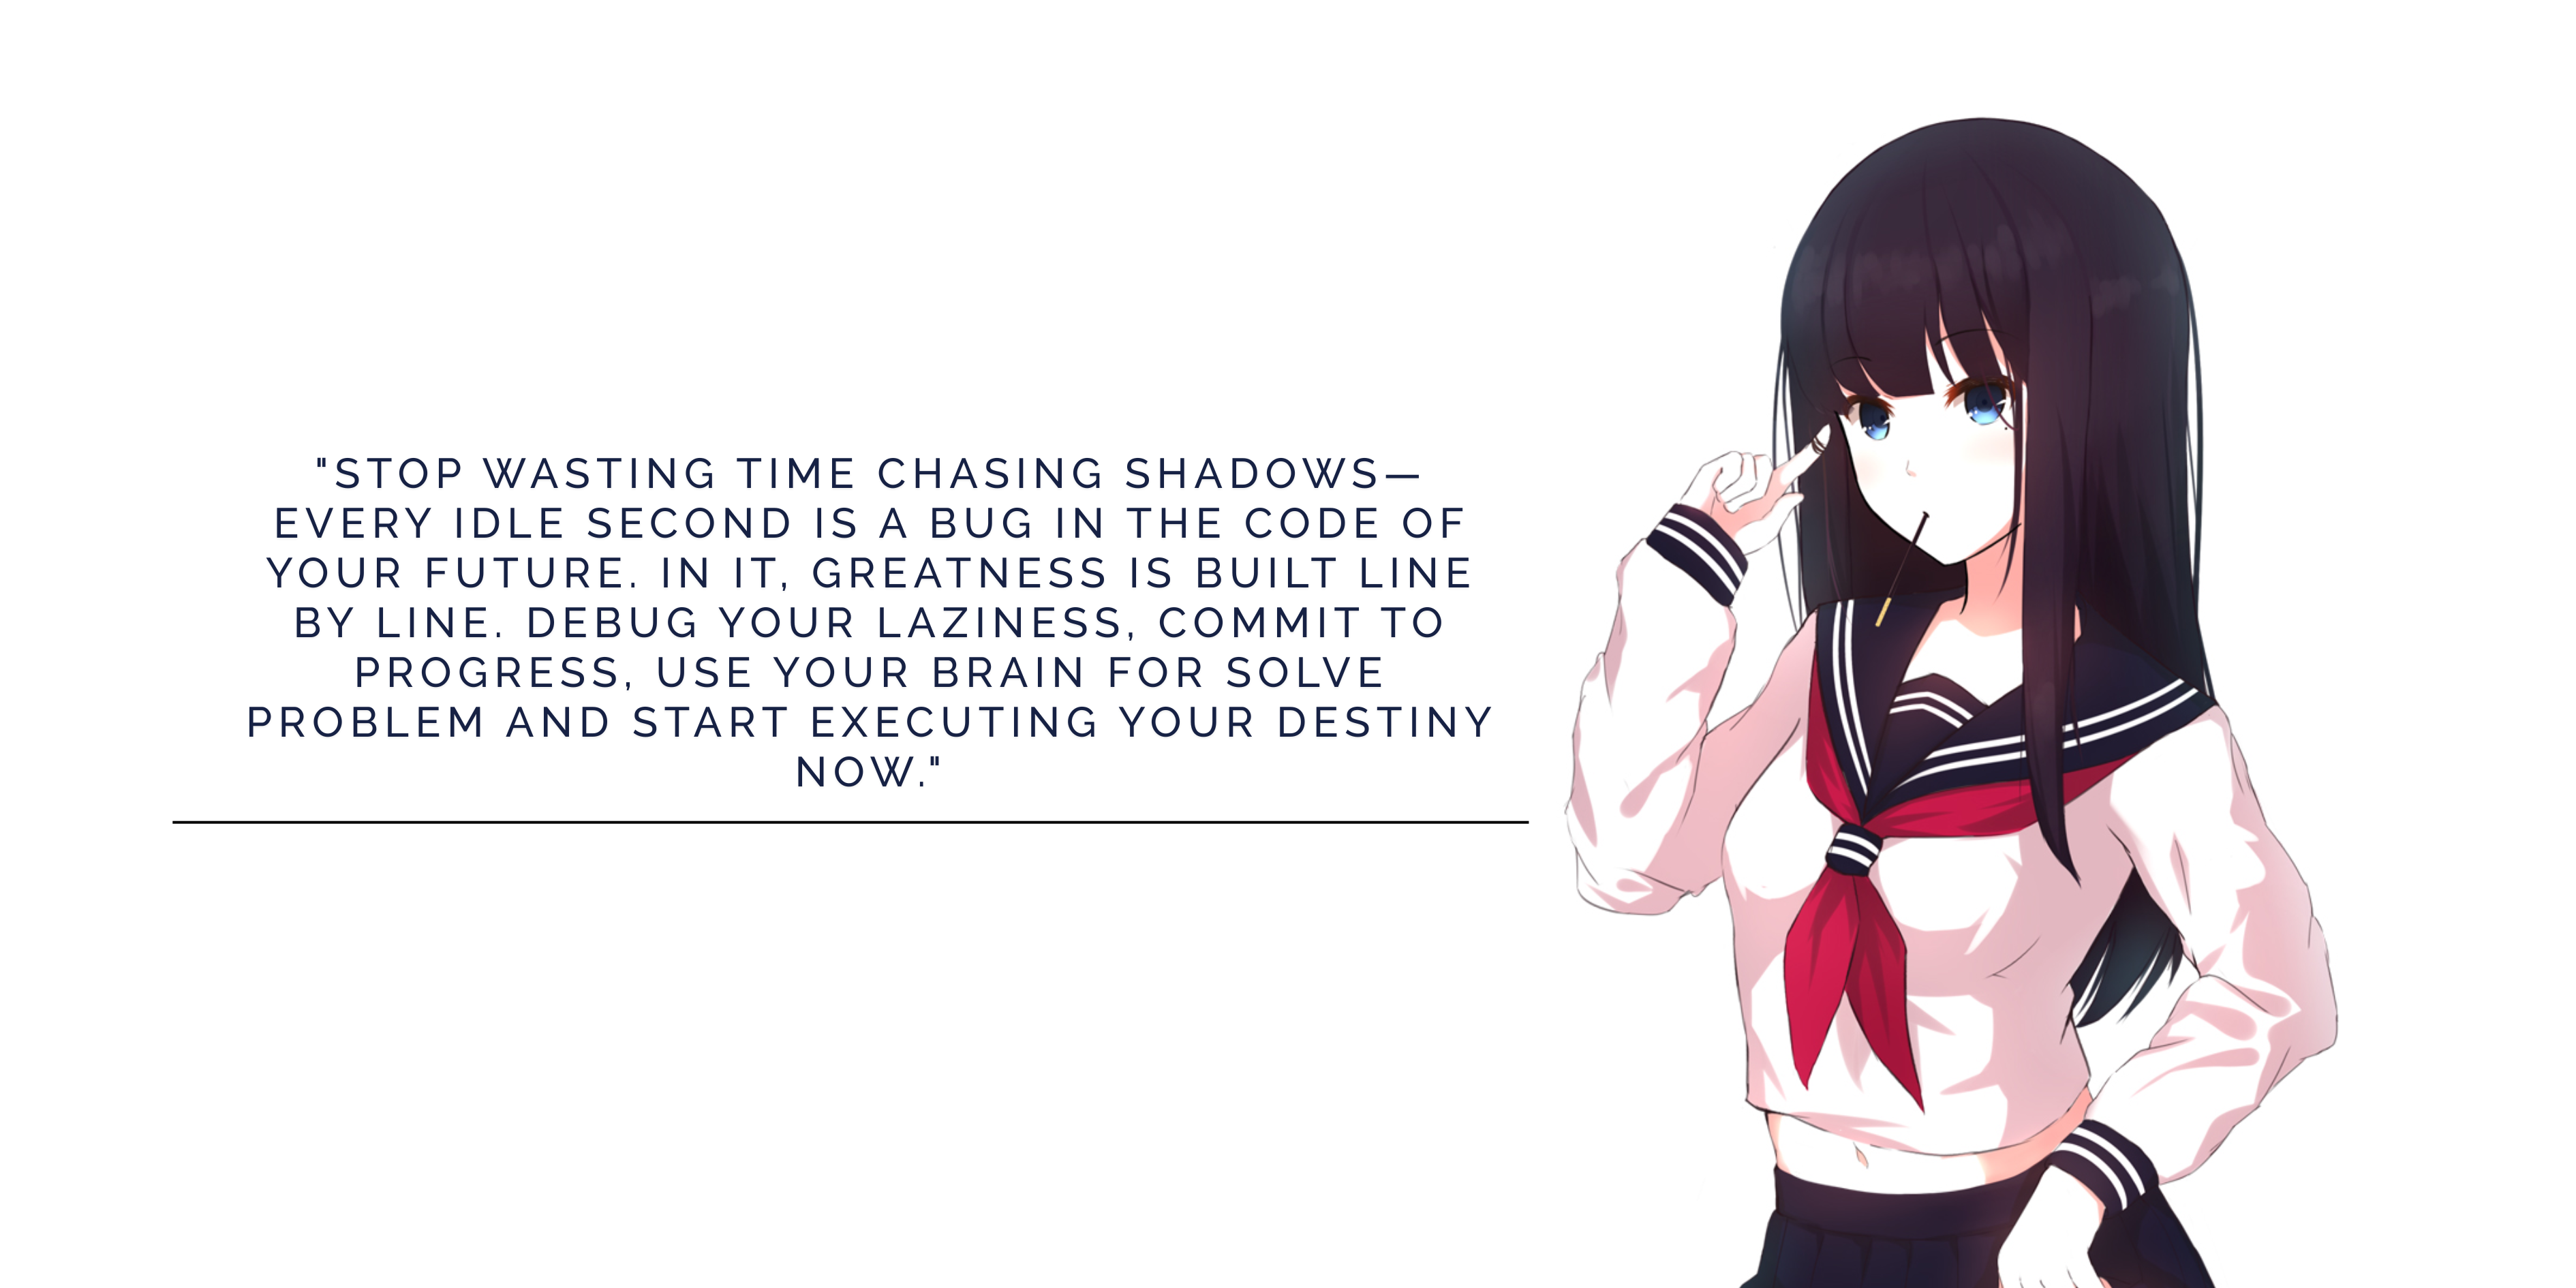 "STOP WASTING TIME CHASING SHADOWS—
EVERY IDLE SECOND IS A BUG IN THE CODE OF
YOUR FUTURE. IN IT, GREATNESS IS BUILT LINE
BY LINE. DEBUG YOUR LAZINESS, COMMIT TO
PROGRESS, USE YOUR BRAIN FOR SOLVE
PROBLEM AND START EXECUTING YOUR DESTINY
NOW."